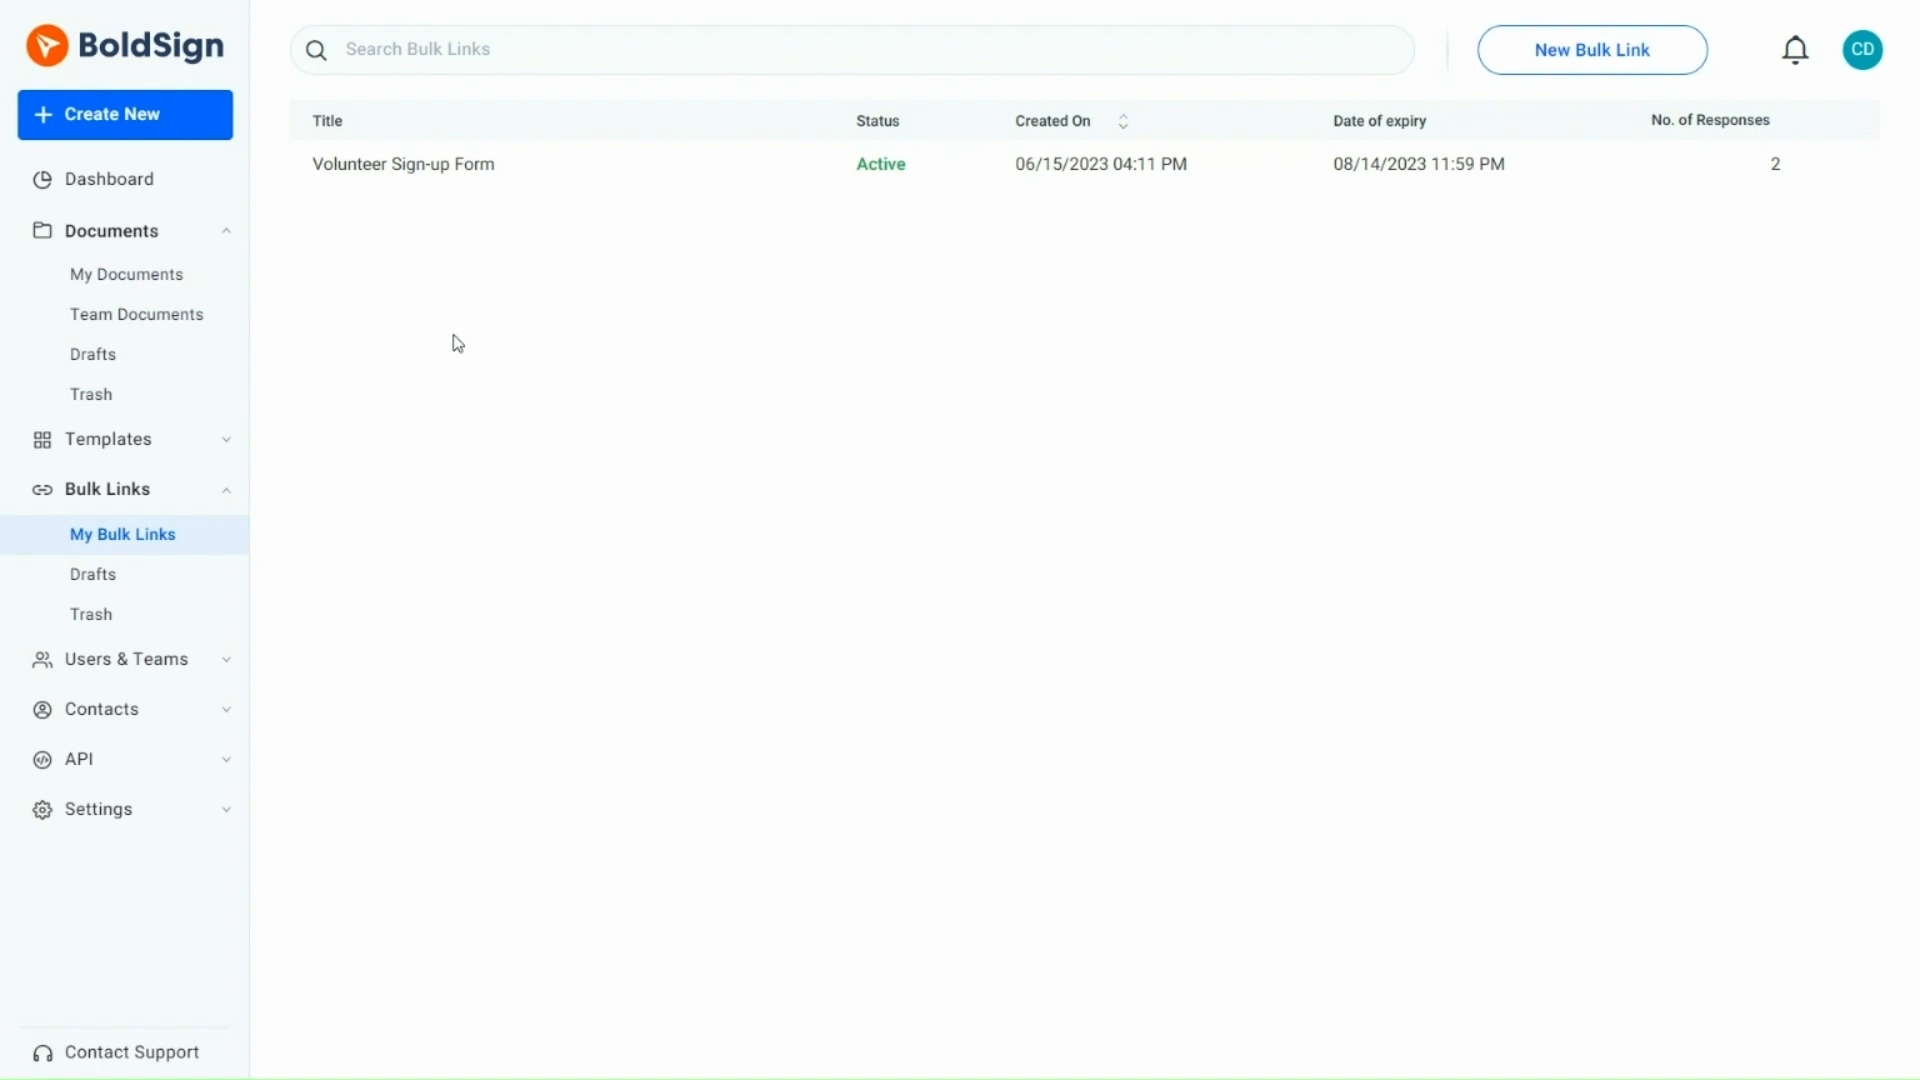 BoldSign
Create New
Dashboard
Documents
My Documents
Team Documents
Drafts
Trash
Templates
Bulk Links
My Bulk Links
Drafts
Trash
Users & Teams
Contacts
API
Settings
Contact Support
Search Bulk Links
New Bulk Link
CD
Title Status Created On Date of expiry No. of Responses
Volunteer Sign-up Form Active 06/15/2023 04:11 PM 08/14/2023 11:59 PM 2